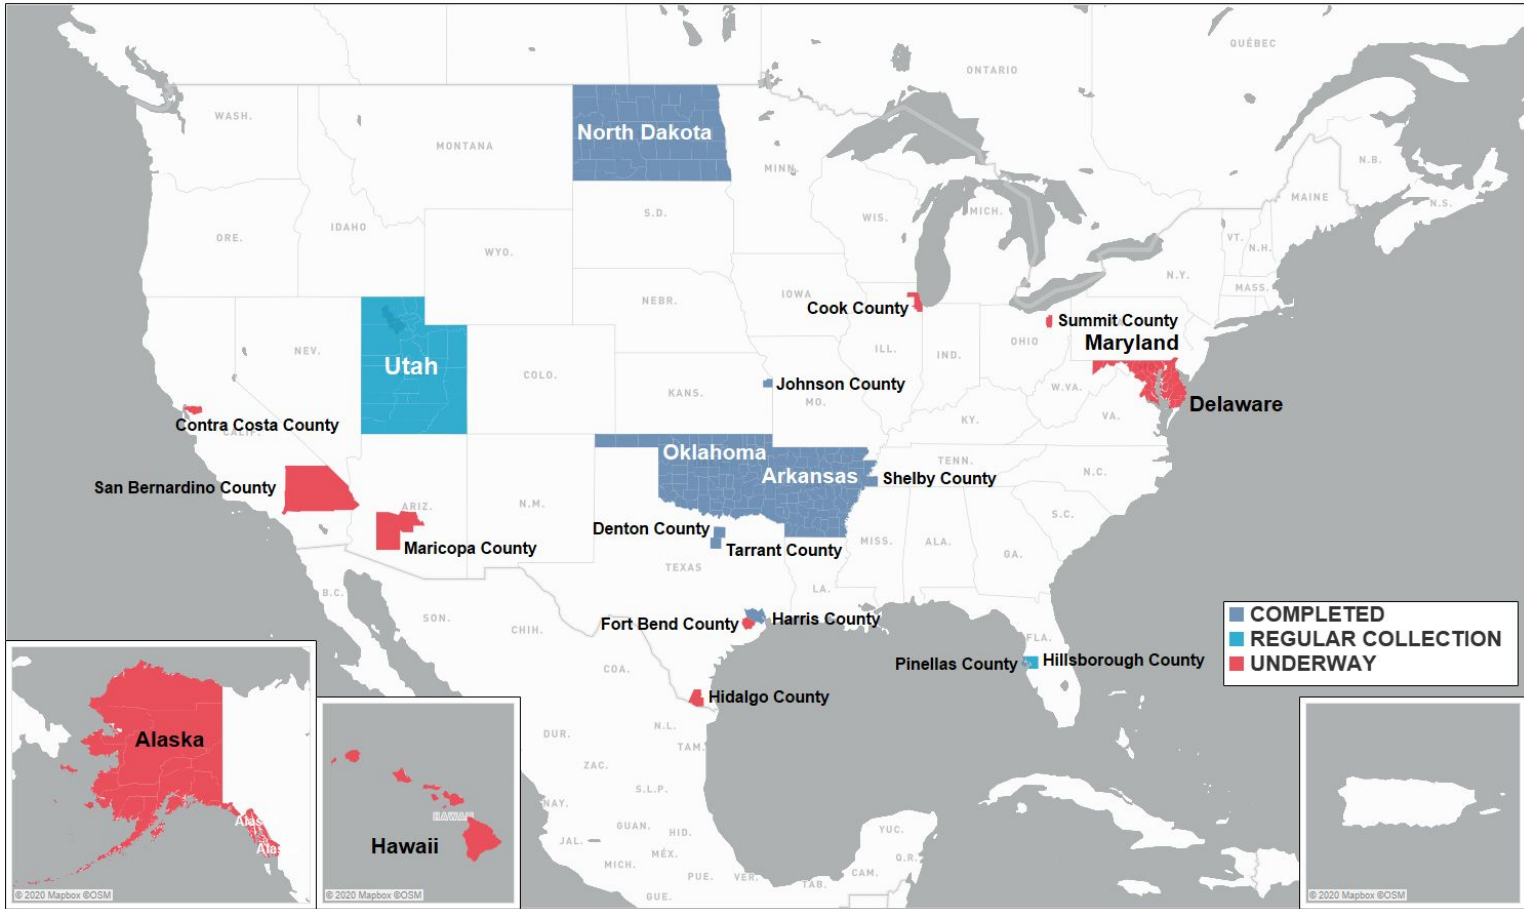 QUÉBEC
ONTARIO
WASH.
North Dakota
MONTANA
MINN.
N.B.
MAINE
N.S.
S.D.
WIS.
MICH.
ORE.
IDAHO
VT.
N.H.
WYO.
N.Y.
MASS.
NEBR.
IOWA
Cook County
Summit County
Maryland
NEV.
Utah
COLO.
ILL.
IND.
OHIO
KANS.
Johnson County
MO.
W.VA.
Delaware
KY.
VA.
Contra Costa County
CALIF.
Oklahoma
Arkansas
TENN.
N.C.
Shelby County
San Bernardino County
ARIZ.
N.M.
S.C.
Denton County
Tarrant County
Maricopa County
MISS.
ALA.
GA.
TEXAS
LA.
B.C.
SON.
CHIH.
Fort Bend County
Harris County
COMPLETED
REGULAR COLLECTION
UNDERWAY
FLA.
Pinellas County
Hillsborough County
COA.
Hidalgo County
N.L.
DUR.
TAM.
ZAC.
S.L.P.
NAY.
GUAN.
HID.
JAL.
MÉX.
MICH.
PUE.
VER.
GUE.
TAB.
CAM.
YUC.
Q.R.
Alaska
Alas
Alas
© 2020 Mapbox ©OSM
HAWAII
Hawaii
© 2020 Mapbox ©OSM
© 2020 Mapbox ©OSM